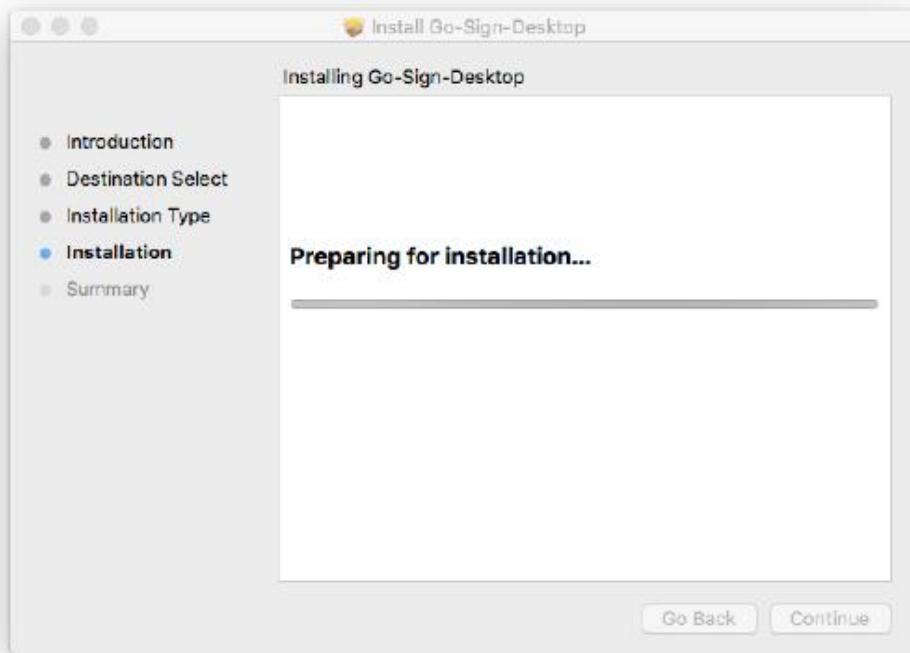 Install Go-Sign-Desktop
Installing Go-Sign-Desktop
Introduction
Destination Select
Installation Type
Installation
Summary
Preparing for installation...
Go Back
Continue